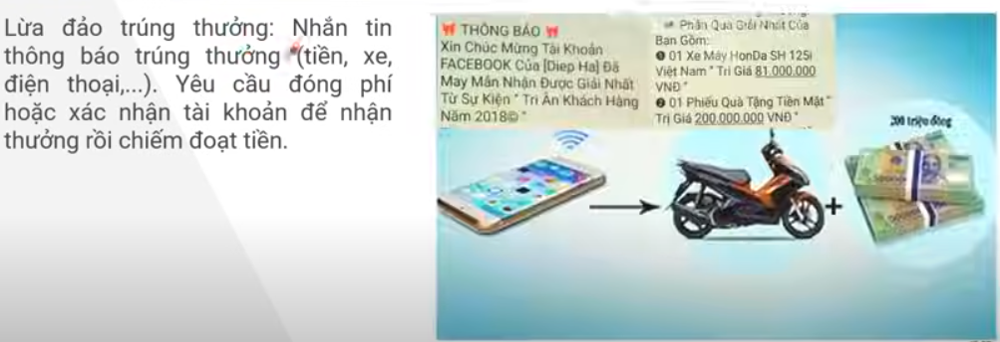 Lừa đảo trúng thưởng: Nhắn tin
thông báo trúng thưởng (tiền, xe,
điện thoại,...). Yêu cầu đóng phí
hoặc xác nhận tài khoản để nhận
thưởng rồi chiếm đoạt tiền.
THÔNG BÁO
Xin Chúc Mừng Tài Khoản
FACEBOOK Của [Diep Ha] Đã
May Mắn Nhận Được Giải Nhất
Từ Sự Kiện " Tri Ân Khách Hàng
Năm 2018© "
Phần Quà Giải Nhất Của
Bạn Gồm:
❶ 01 Xe Máy HonDa SH 125i
Việt Nam " Trị Giá 81.000.000
VNĐ "
❷ 01 Phiếu Quà Tặng Tiền Mặt "
Trị Giá 200.000.000 VNĐ "
200 triệu đồng
+